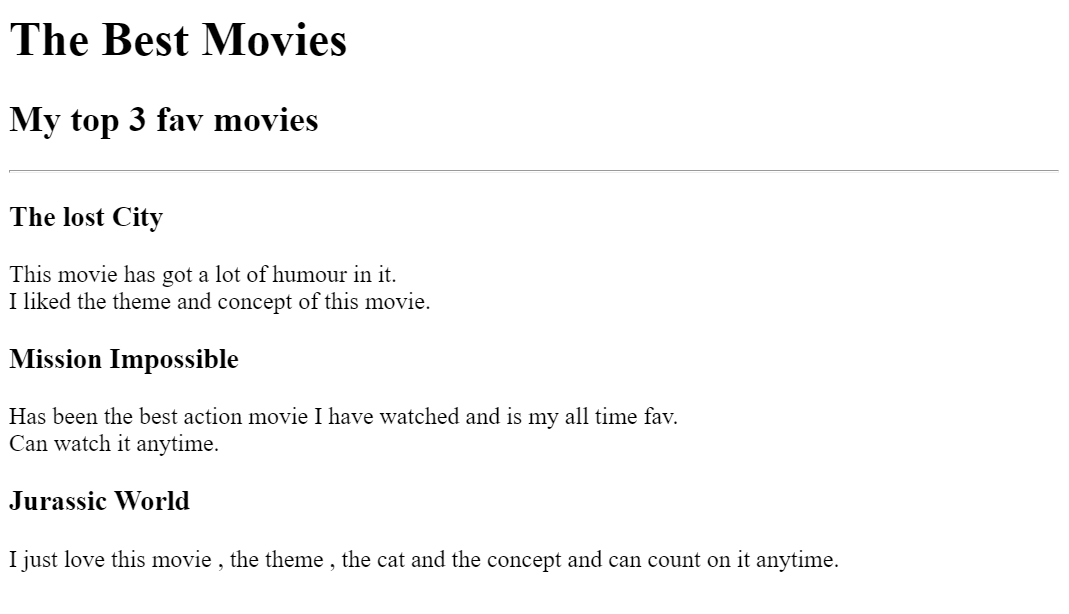 The Best Movies
My top 3 fav movies
The lost City
This movie has got a lot of humour in it.
I liked the theme and concept of this movie.
Mission Impossible
Has been the best action movie I have watched and is my all time fav.
Can watch it anytime.
Jurassic World
I just love this movie , the theme , the cat and the concept and can count on it anytime.